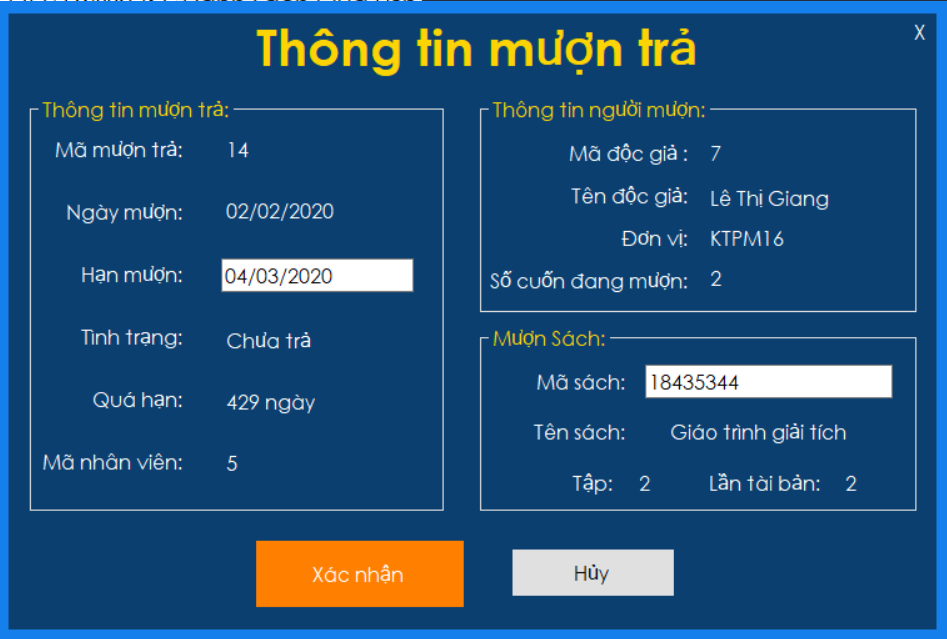 X
Thông tin mượn trả
Thông tin mượn trả:
Mã mượn trả: 14
Ngày mượn: 02/02/2020
Hạn mượn: 04/03/2020
Tình trạng: Chưa trả
Quá hạn: 429 ngày
Mã nhân viên: 5
Thông tin người mượn:
Mã độc giả : 7
Tên độc giả: Lê Thị Giang
Đơn vị: KTPM16
Số cuốn đang mượn: 2
Mượn Sách:
Mã sách: 18435344
Tên sách: Giáo trình giải tích
Tập: 2 Lần tài bản: 2
Xác nhận
Hủy